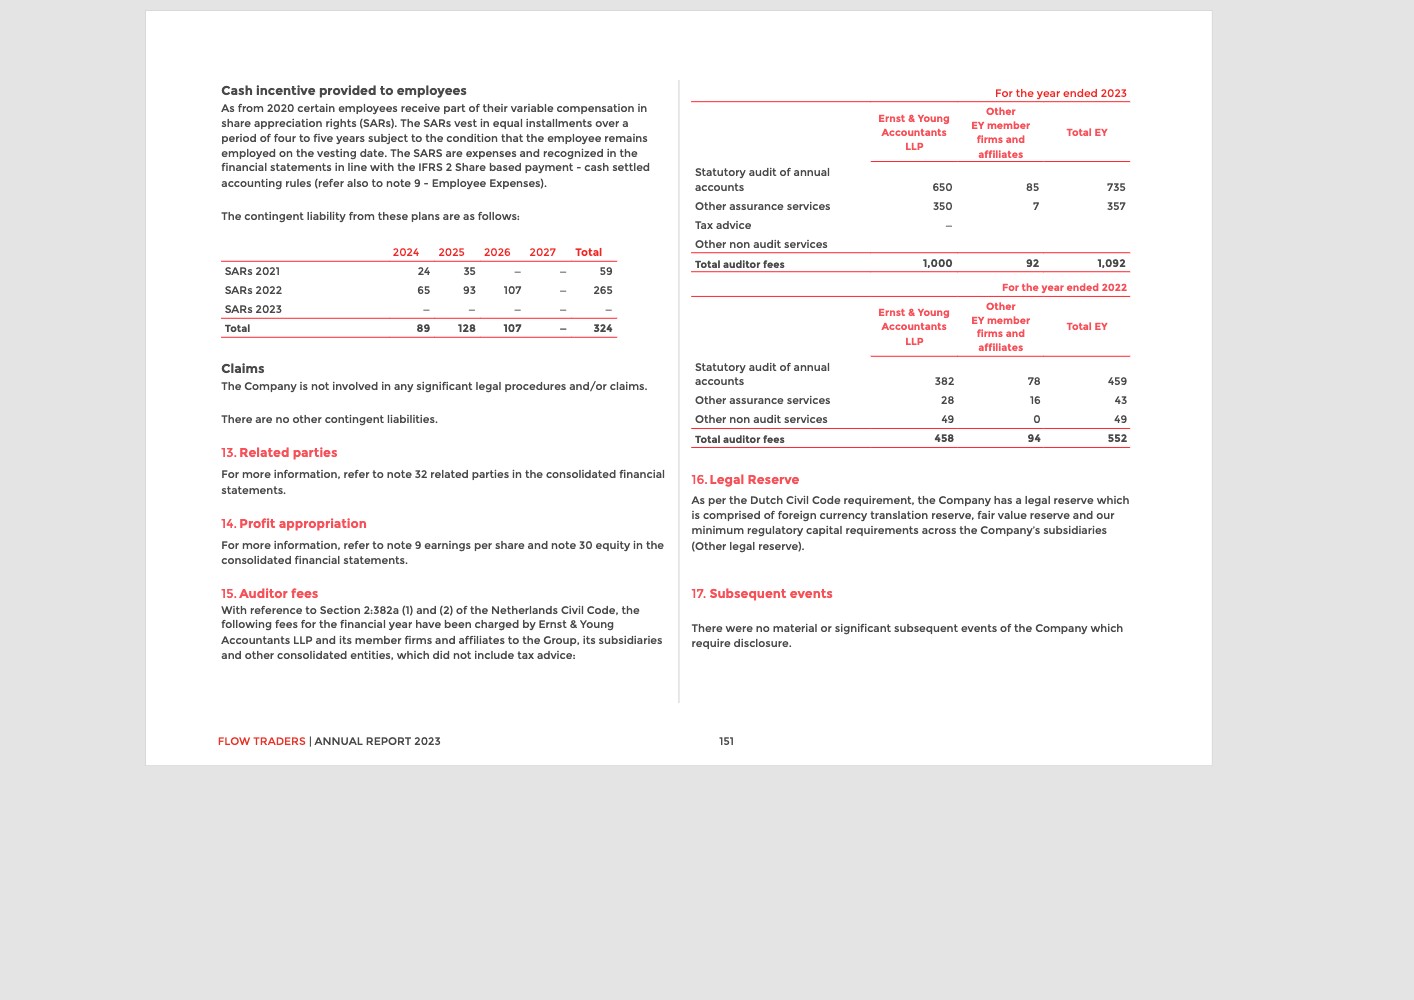 Cash incentive provided to employees
As from 2020 certain employees receive part of their variable compensation in
share appreciation rights (SARs). The SARs vest in equal installments over a
period of four to five years subject to the condition that the employee remains
employed on the vesting date. The SARS are expenses and recognized in the
financial statements in line with the IFRS 2 Share based payment - cash settled
accounting rules (refer also to note 9 - Employee Expenses).
The contingent liability from these plans are as follows:
2024 2025 2026 2027 Total
SARs 2021 24 35 – – 59
SARs 2022 65 93 107 – 265
SARs 2023 – – – – –
Total 89 128 107 – 324
Claims
The Company is not involved in any significant legal procedures and/or claims.
There are no other contingent liabilities.
13. Related parties
For more information, refer to note 32 related parties in the consolidated financial
statements.
14. Profit appropriation
For more information, refer to note 9 earnings per share and note 30 equity in the
consolidated financial statements.
15. Auditor fees
With reference to Section 2:382a (1) and (2) of the Netherlands Civil Code, the
following fees for the financial year have been charged by Ernst & Young
Accountants LLP and its member firms and affiliates to the Group, its subsidiaries
and other consolidated entities, which did not include tax advice:
For the year ended 2023
Ernst & Young
Accountants
LLP
Other
EY member
firms and
affiliates
Total EY
Statutory audit of annual
accounts 650 85 735
Other assurance services 350 7 357
Tax advice –
Other non audit services
Total auditor fees 1,000 92 1,092
For the year ended 2022
Ernst & Young
Accountants
LLP
Other
EY member
firms and
affiliates
Total EY
Statutory audit of annual
accounts 382 78 459
Other assurance services 28 16 43
Other non audit services 49 0 49
Total auditor fees 458 94 552
16. Legal Reserve
As per the Dutch Civil Code requirement, the Company has a legal reserve which
is comprised of foreign currency translation reserve, fair value reserve and our
minimum regulatory capital requirements across the Company's subsidiaries
(Other legal reserve).
17. Subsequent events
There were no material or significant subsequent events of the Company which
require disclosure.
FLOW TRADERS | ANNUAL REPORT 2023
151